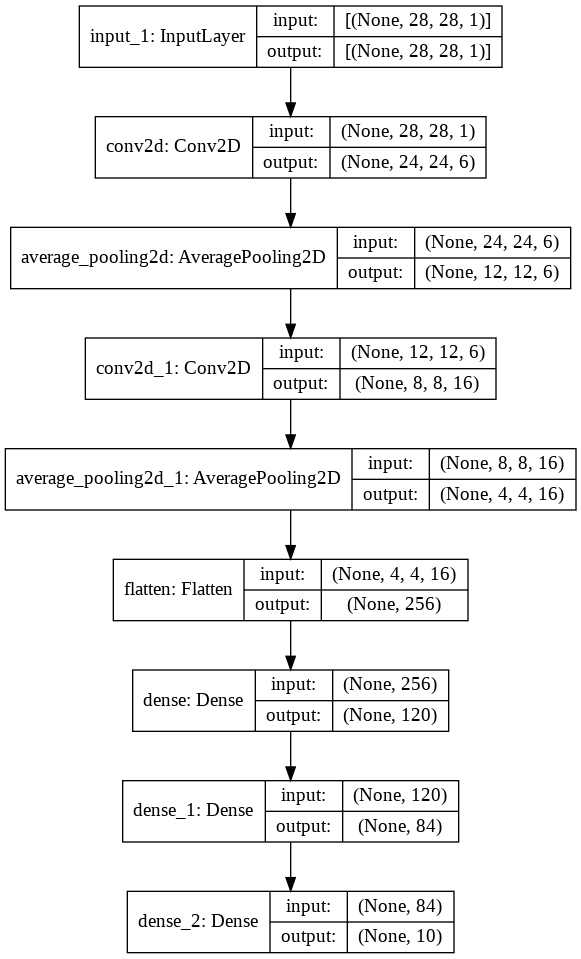 input_1: InputLayer
input:
[(None, 28, 28, 1)]
output:
[(None, 28, 28, 1)]
conv2d: Conv2D
input:
(None, 28, 28, 1)
output:
(None, 24, 24, 6)
average_pooling2d: AveragePooling2D
input:
(None, 24, 24, 6)
output:
(None, 12, 12, 6)
conv2d_1: Conv2D
input:
(None, 12, 12, 6)
output:
(None, 8, 8, 16)
average_pooling2d_1: AveragePooling2D
input:
(None, 8, 8, 16)
output:
(None, 4, 4, 16)
flatten: Flatten
input:
(None, 4, 4, 16)
output:
(None, 256)
dense: Dense
input:
(None, 256)
output:
(None, 120)
dense_1: Dense
input:
(None, 120)
output:
(None, 84)
dense_2: Dense
input:
(None, 84)
output:
(None, 10)